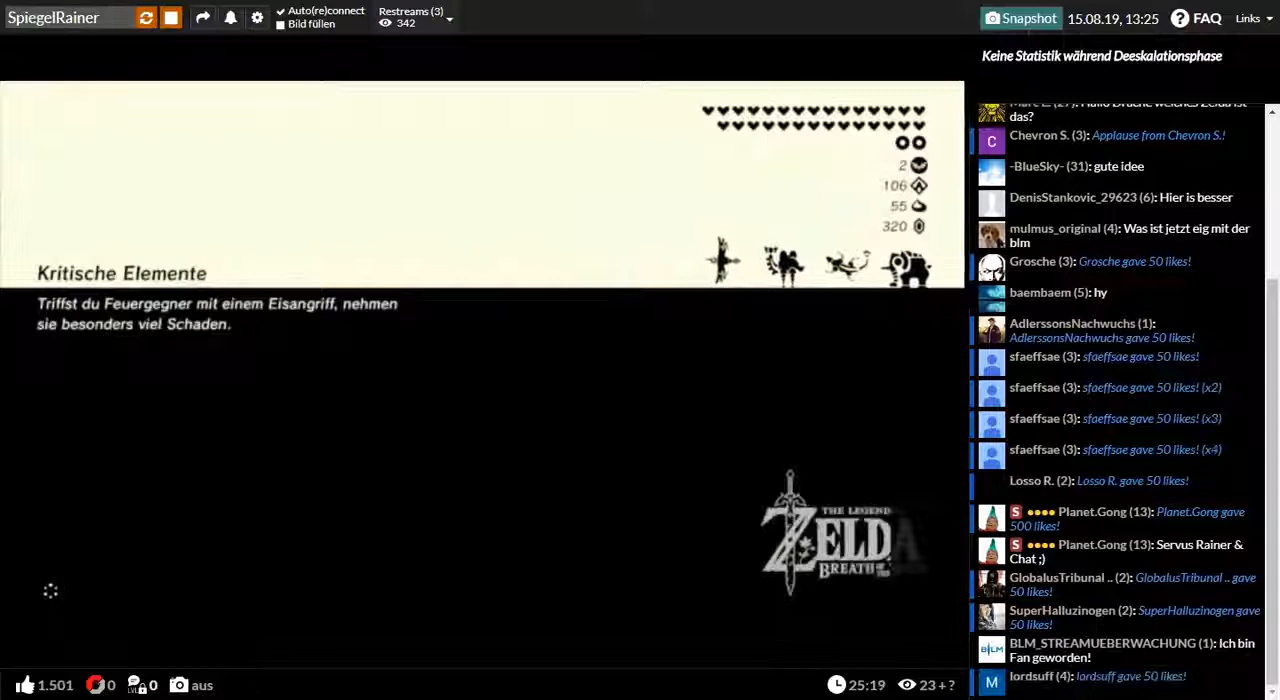 SpiegelRainer
Auto(re)connect
Bild füllen
Restreams (3)
342
Snapshot
15.08.19, 13:25
FAQ
Links
Keine Statistik während Deeskalationsphase
2
106
55
320
Kritische Elemente
Triffst du Feuergegner mit einem Eisangriff, nehmen
sie besonders viel Schaden.
THE LEGEND
ZELDA
BREATH OF
das?
Chevron S. (3): Applause from Chevron S.!
-BlueSky- (31): gute idee
DenisStankovic_29623 (6): Hier is besser
mulmus_original (4): Was ist jetzt eig mit der
blm
Grosche (3): Grosche gave 50 likes!
baembaem (5): hy
AdlerssonsNachwuchs (1):
AdlerssonsNachwuchs gave 50 likes!
sfaeffsae (3): sfaeffsae gave 50 likes!
sfaeffsae (3): sfaeffsae gave 50 likes! (x2)
sfaeffsae (3): sfaeffsae gave 50 likes! (x3)
sfaeffsae (3): sfaeffsae gave 50 likes! (x4)
Losso R. (2): Losso R. gave 50 likes!
S Planet.Gong (13): Planet.Gong gave
500 likes!
S Planet.Gong (13): Servus Rainer &
Chat ;)
GlobalusTribunal .. (2): GlobalusTribunal .. gave
50 likes!
SuperHalluzinogen (2): SuperHalluzinogen gave
50 likes!
BLM_STREAMUEBERWACHUNG (1): Ich bin
Fan geworden!
lordsuff (4): lordsuff gave 50 likes!
C
BLM
M
1.501
0
LVL
0
aus
25:19
23 + ?